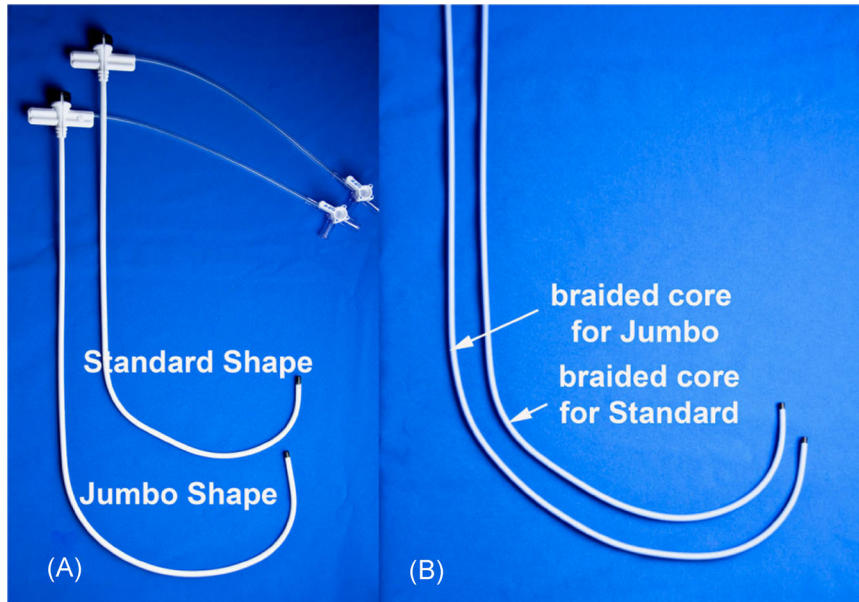 Standard Shape
Jumbo Shape
(A)
braided core
for Jumbo
braided core
for Standard
(B)